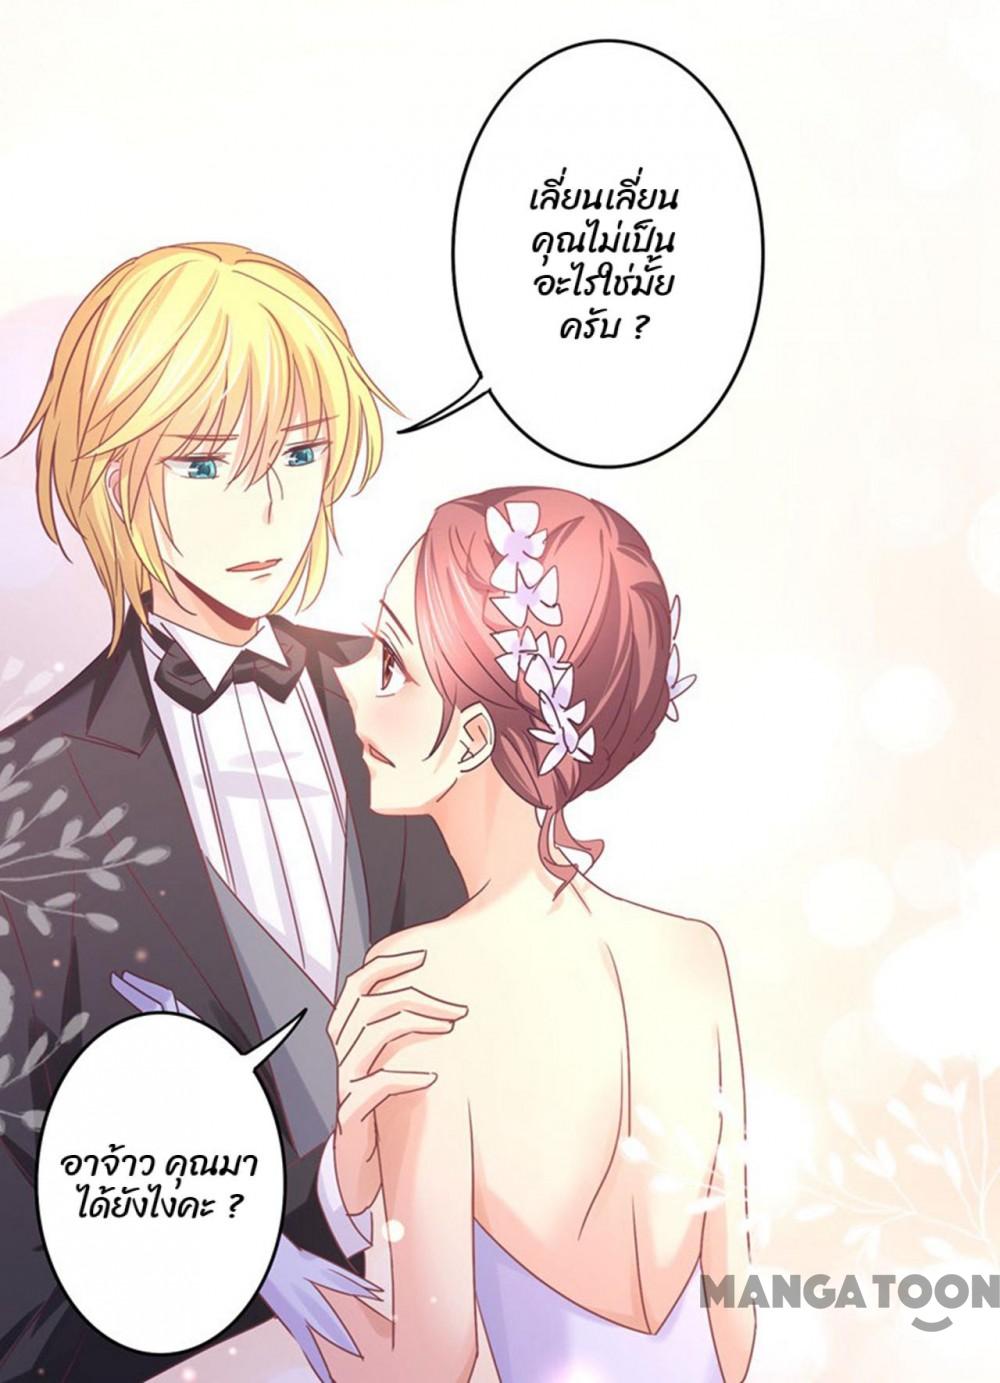 เลี่ยนเลี่ยน
คุณไม่เป็น
อะไรใช่มั้ย
ครับ ?
อาจ้าว คุณมา
ได้ยังไงคะ ?
MANGATOON